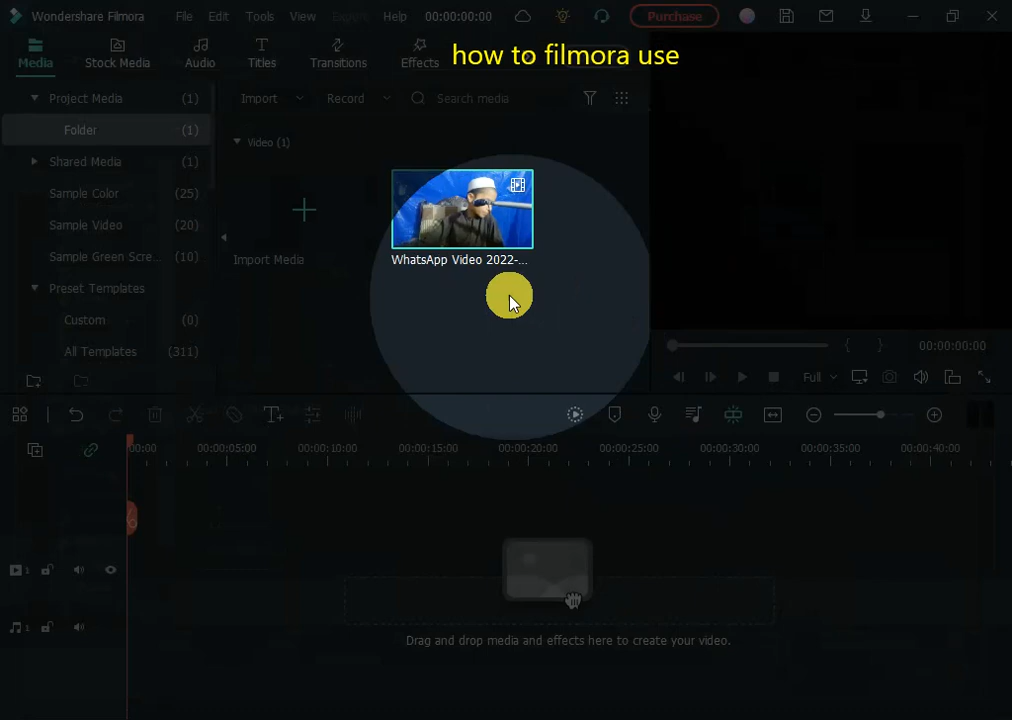 Wondershare Filmora File Edit Tools View Export Help 00:00:00:00 Purchase
Media Stock Media Audio Titles Transitions Effects
how to filmora use
Project Media (1)
Import Record Search media
Folder (1)
Video (1)
Shared Media (1)
Sample Color (25)
Sample Video (20)
Sample Green Scre... (10)
Import Media
WhatsApp Video 2022-...
Preset Templates
Custom (0)
All Templates (311)
00:00:00:00
Full
00:00 00:00:05:00 00:00:10:00 00:00:15:00 00:00:20:00 00:00:25:00 00:00:30:00 00:00:35:00 00:00:40:00
1
1
Drag and drop media and effects here to create your video.